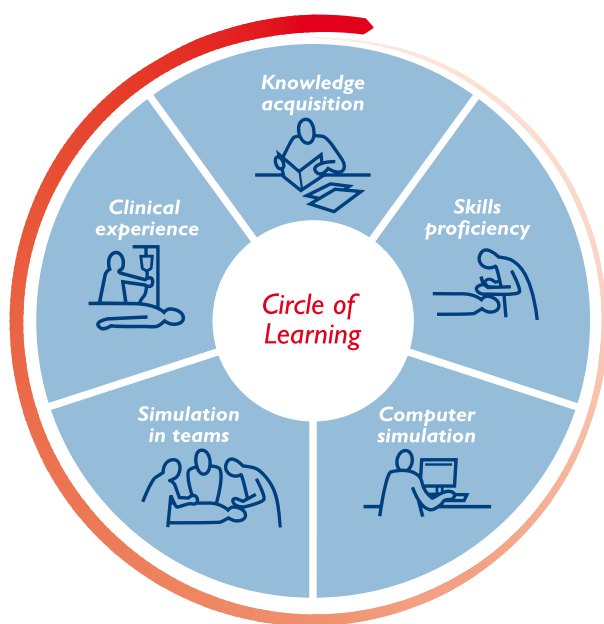 Knowledge
acquisition
Skills
proficiency
Computer
simulation
Simulation
in teams
Clinical
experience
Circle of
Learning